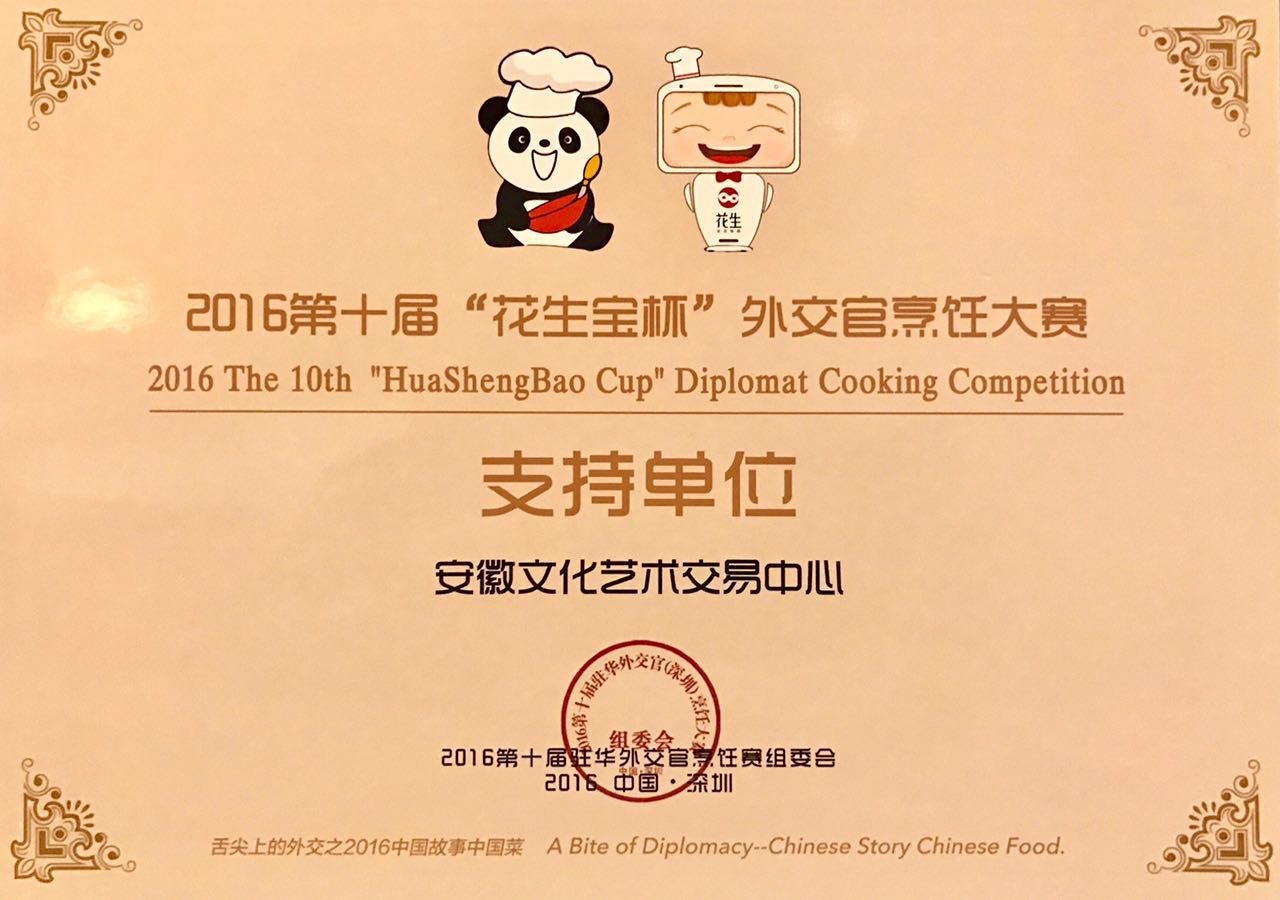 花生
2016第十届“花生宝杯”外交官烹饪大赛
2016 The 10th "HuaShengBao Cup" Diplomat Cooking Competition
支持单位
安徽文化艺术交易中心
2016第十届驻华外交官(深圳)烹饪大赛
组委会
2016第十届驻华外交官烹饪赛组委会
中国·深圳
2016 中国·深圳
舌尖上的外交之2016中国故事中国菜 A Bite of Diplomacy--Chinese Story Chinese Food.